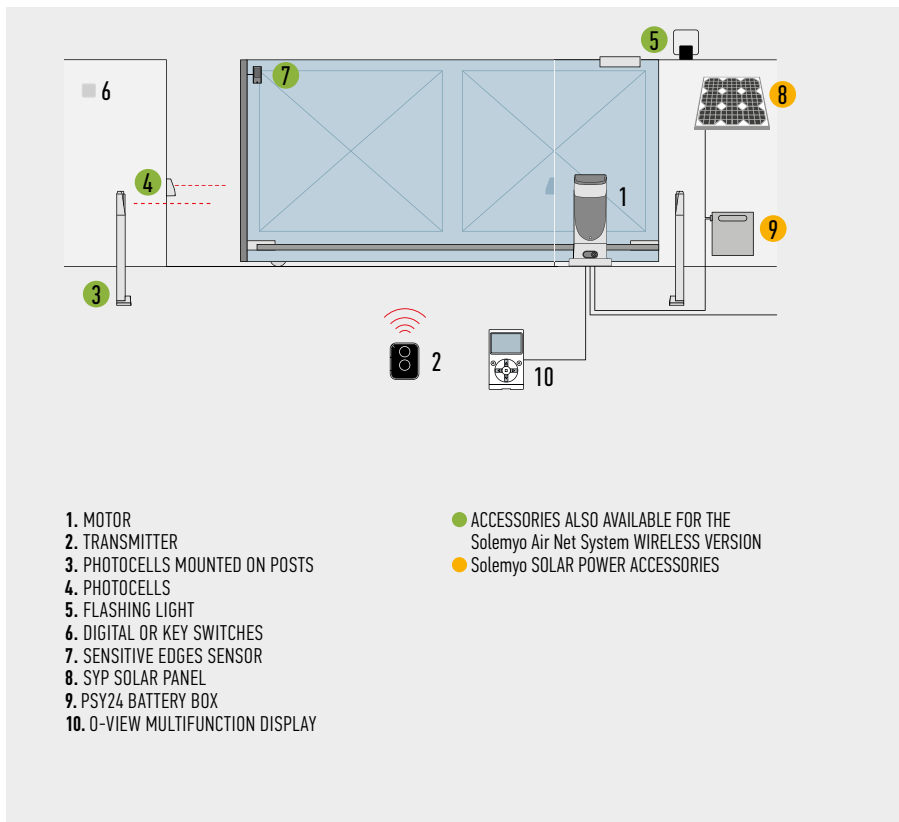 5
7
6
8
4
1
9
3
2
10
1. MOTOR
2. TRANSMITTER
3. PHOTOCELLS MOUNTED ON POSTS
4. PHOTOCELLS
5. FLASHING LIGHT
6. DIGITAL OR KEY SWITCHES
7. SENSITIVE EDGES SENSOR
8. SYP SOLAR PANEL
9. PSY24 BATTERY BOX
10. O-VIEW MULTIFUNCTION DISPLAY
ACCESSORIES ALSO AVAILABLE FOR THE
Solemyo Air Net System WIRELESS VERSION
Solemyo SOLAR POWER ACCESSORIES